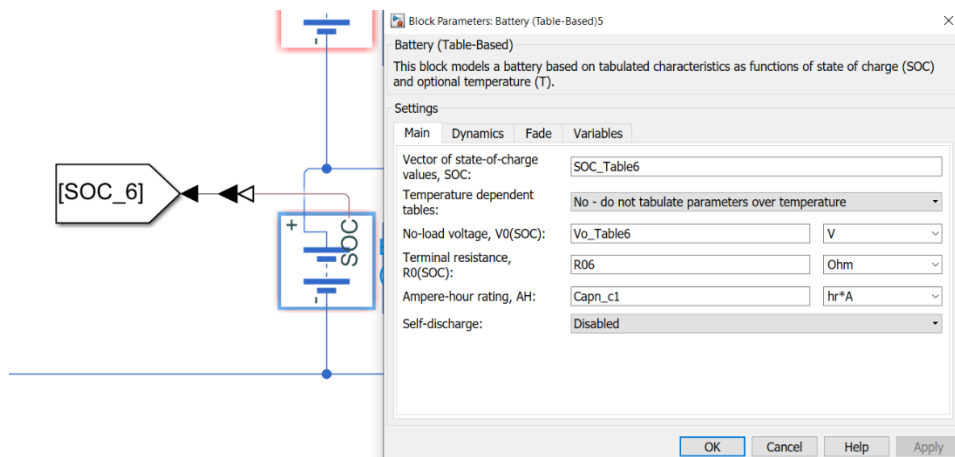 [SOC_6]
+
SOC
-
-
Block Parameters: Battery (Table-Based)5
Battery (Table-Based)
This block models a battery based on tabulated characteristics as functions of state of charge (SOC)
and optional temperature (T).
Settings
Main Dynamics Fade Variables
Vector of state-of-charge
values, SOC:
SOC_Table6
Temperature dependent
tables:
No - do not tabulate parameters over temperature
No-load voltage, V0(SOC): Vo_Table6 V
Terminal resistance,
R0(SOC):
R06 Ohm
Ampere-hour rating, AH: Capn_c1 hr*A
Self-discharge: Disabled
OK Cancel Help Apply